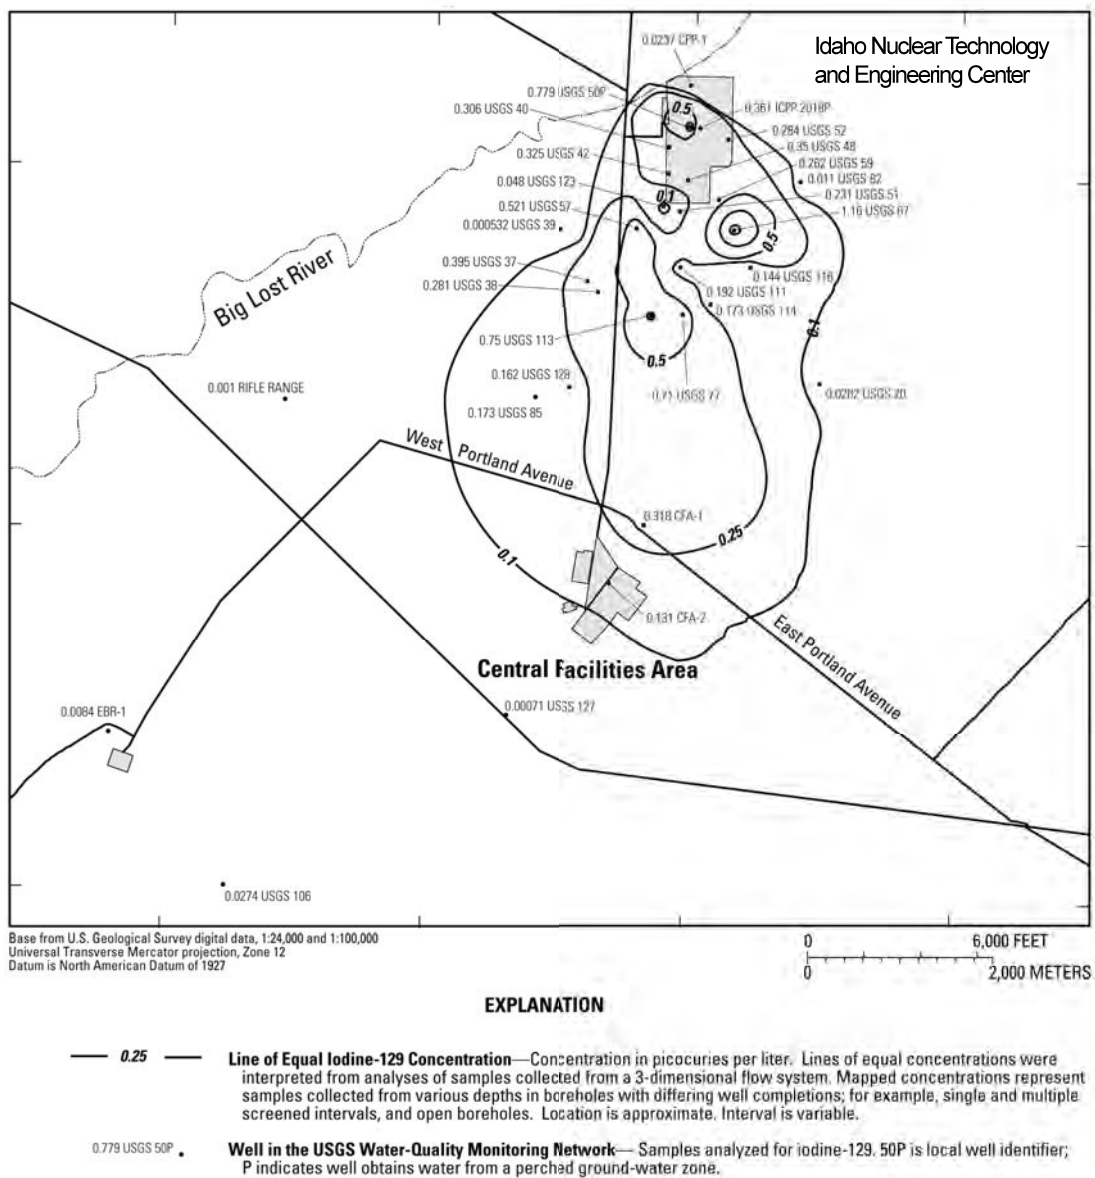 Idaho Nuclear Technology
and Engineering Center
0.0237 CPP-1
0.779 USGS 50P
0.306 USGS 40
0.5
0.361 ICPP 2018P
0.284 USGS 52
0.325 USGS 42
0.35 USGS 48
0.262 USGS 59
0.048 USGS 123
0.1
0.011 USGS 82
0.231 USGS 51
0.521 USGS 57
1.16 USGS 67
0.000532 USGS 39
0.5
0.395 USGS 37
0.144 USGS 116
0.281 USGS 38
0.192 USGS 111
0.173 USGS 114
Big Lost River
0.1
0.75 USGS 113
0.5
0.162 USGS 128
0.001 RIFLE RANGE
USGS 77
0.0282 USGS 20
0.173 USGS 85
West Portland Avenue
0.318 CFA-1
0.25
0.1
0.131 CFA-2
East Portland Avenue
Central Facilities Area
0.0084 EBR-1
0.00071 USGS 127
0.0274 USGS 106
Base from U.S. Geological Survey digital data, 1:24,000 and 1:100,000
Universal Transverse Mercator projection, Zone 12
Datum is North American Datum of 1927
0 6,000 FEET
0 2,000 METERS
EXPLANATION
0.25
Line of Equal Iodine-129 Concentration—Concentration in picocuries per liter. Lines of equal concentrations were
interpreted from analyses of samples collected from a 3-dimensional flow system. Mapped concentrations represent
samples collected from various depths in boreholes with differing well completions; for example, single and multiple
screened intervals, and open boreholes. Location is approximate. Interval is variable.
0.779 USGS 50P
Well in the USGS Water-Quality Monitoring Network— Samples analyzed for iodine-129. 50P is local well identifier;
P indicates well obtains water from a perched ground-water zone.